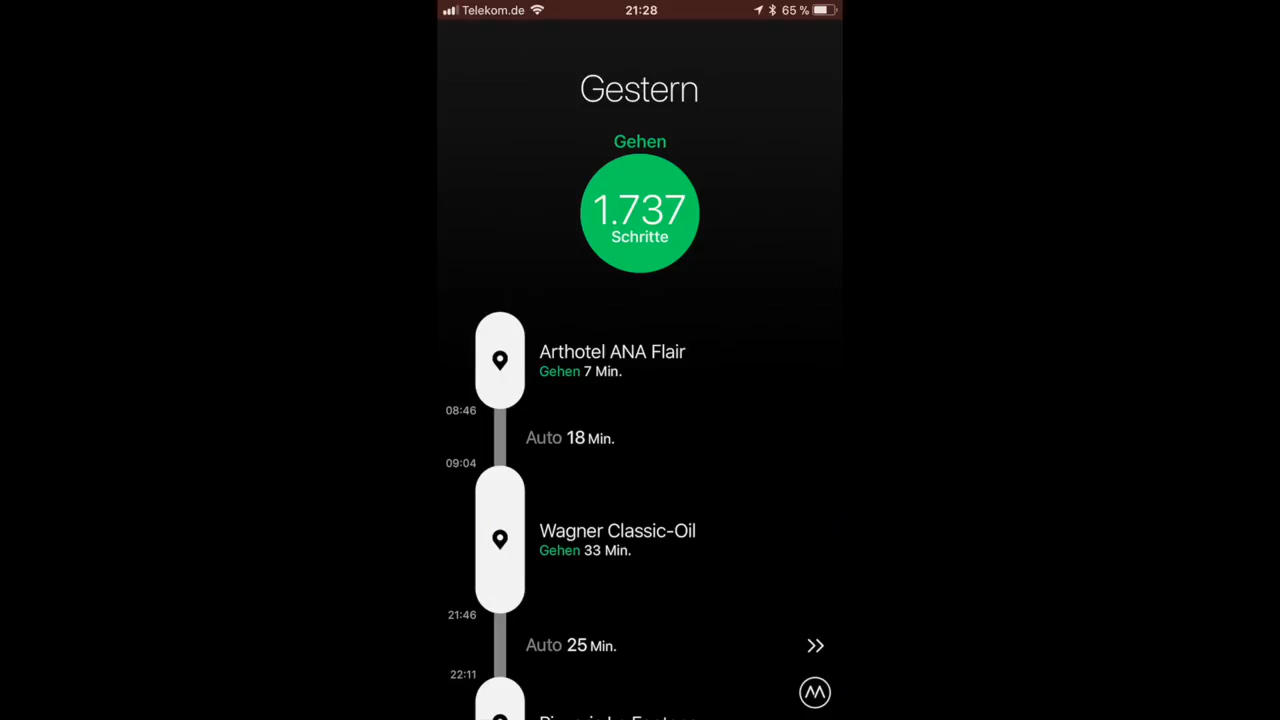 Telekom.de 21:28 65 %
Gestern
Gehen
1.737
Schritte
Arthotel ANA Flair
Gehen 7 Min.
08:46
Auto 18 Min.
09:04
Wagner Classic-Oil
Gehen 33 Min.
21:46
Auto 25 Min.
22:11